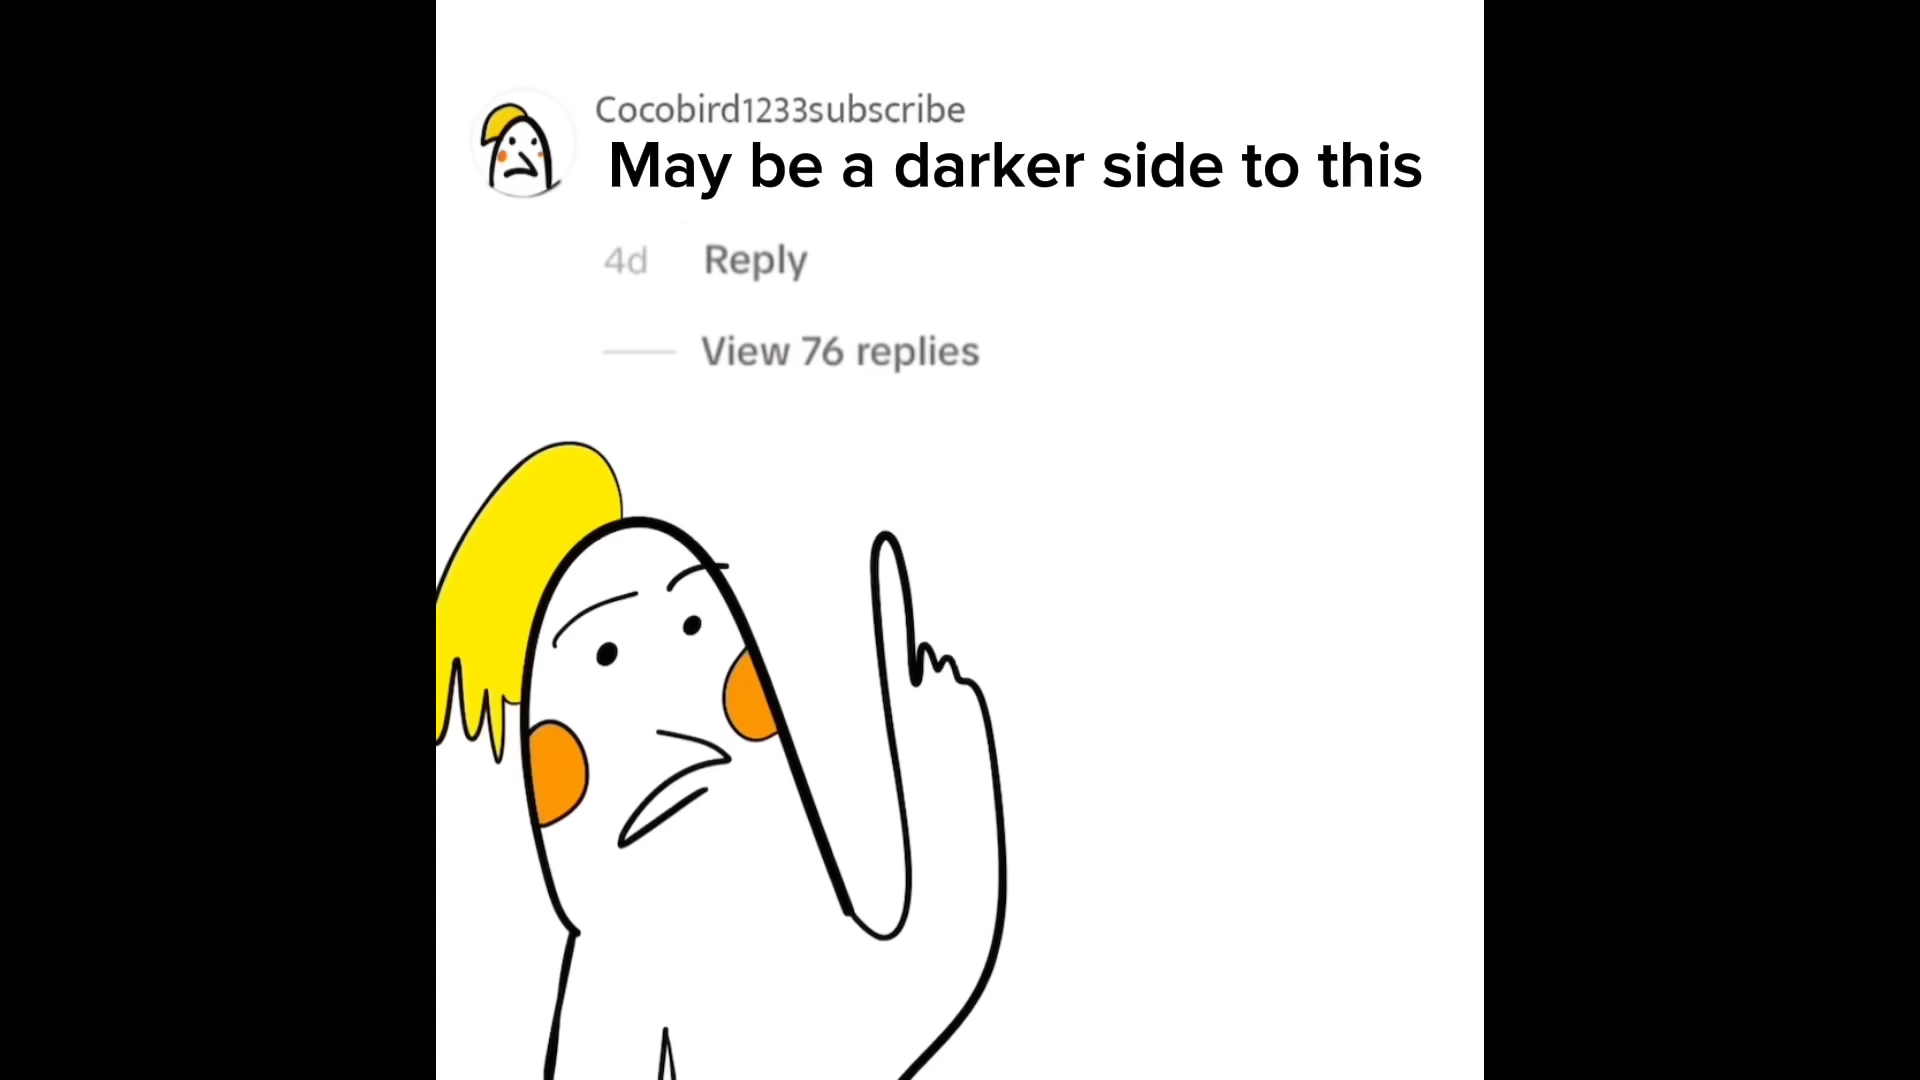 Cocobird1233subscribe
May be a darker side to this
4d Reply
View 76 replies